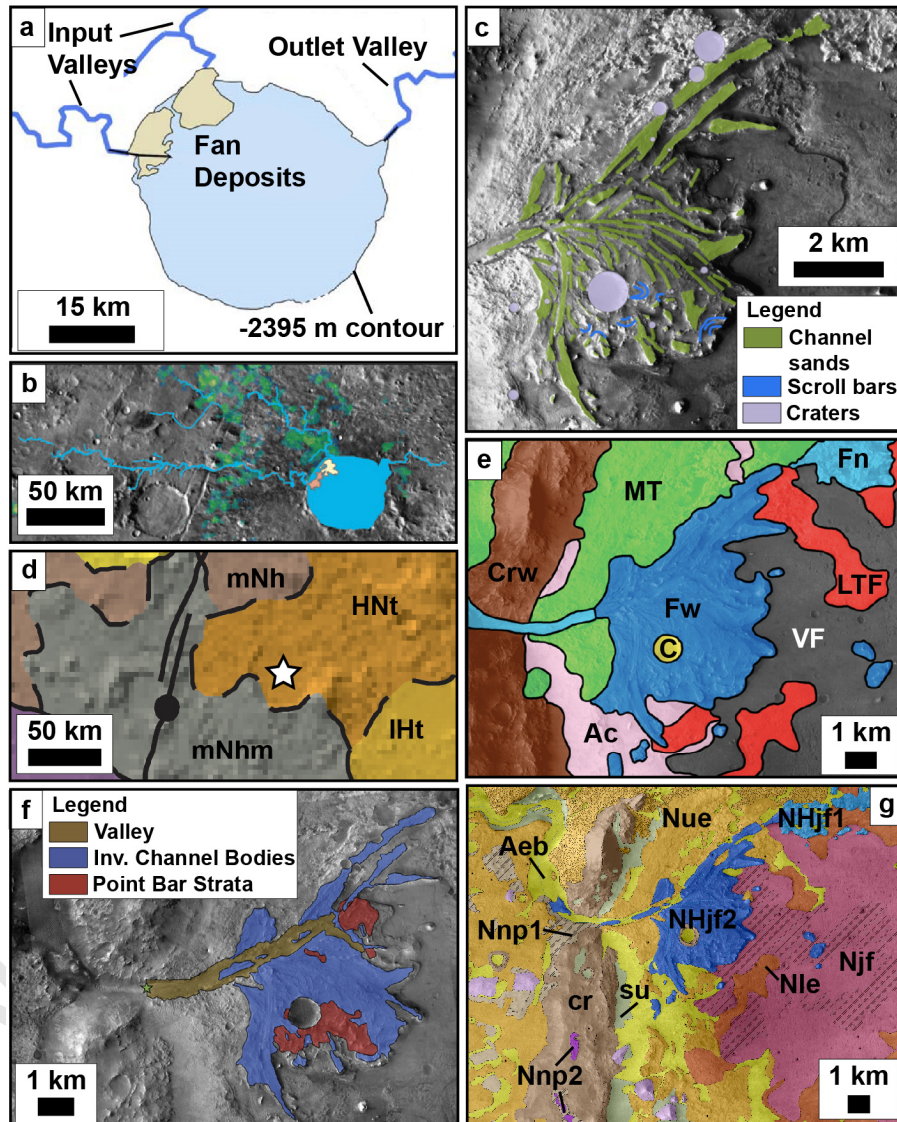 a
Input
Valleys
Outlet Valley
Fan
Deposits
15 km
-2395 m contour
b
50 km
c
2 km
Legend
Channel
sands
Scroll bars
Craters
d
mNh
HNt
mNhm
lHt
50 km
e
Fn
MT
Crw
LTF
Fw
VF
C
Ac
1 km
f
Legend
Valley
Inv. Channel Bodies
Point Bar Strata
1 km
g
Nue
NHjf1
Aeb
NHjf2
Nnp1
Njf
Nle
cr
su
Nnp2
1 km